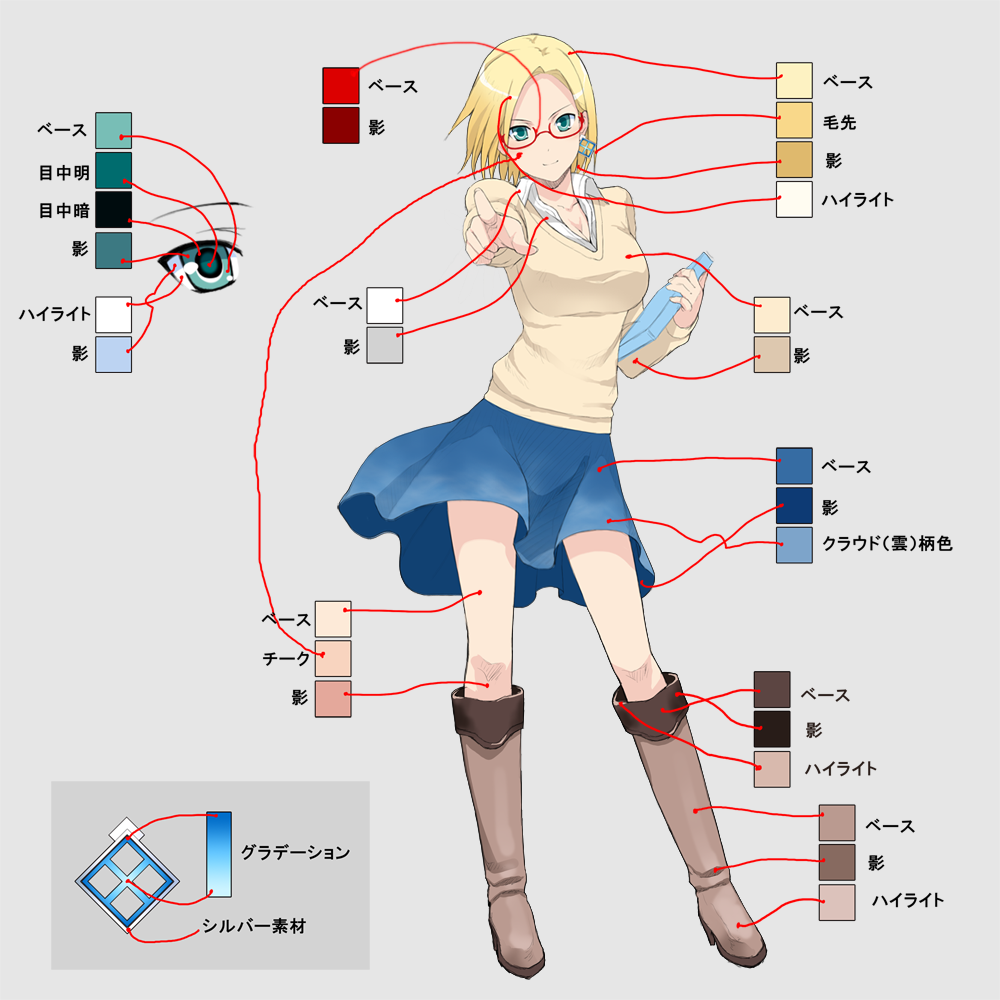 ベース
影
ベース
毛先
影
ハイライト
ベース
目中明
目中暗
影
ハイライト
影
ベース
影
ベース
影
ベース
影
クラウド(雲)柄色
ベース
チーク
影
ベース
影
ハイライト
ベース
影
ハイライト
グラデーション
シルバー素材